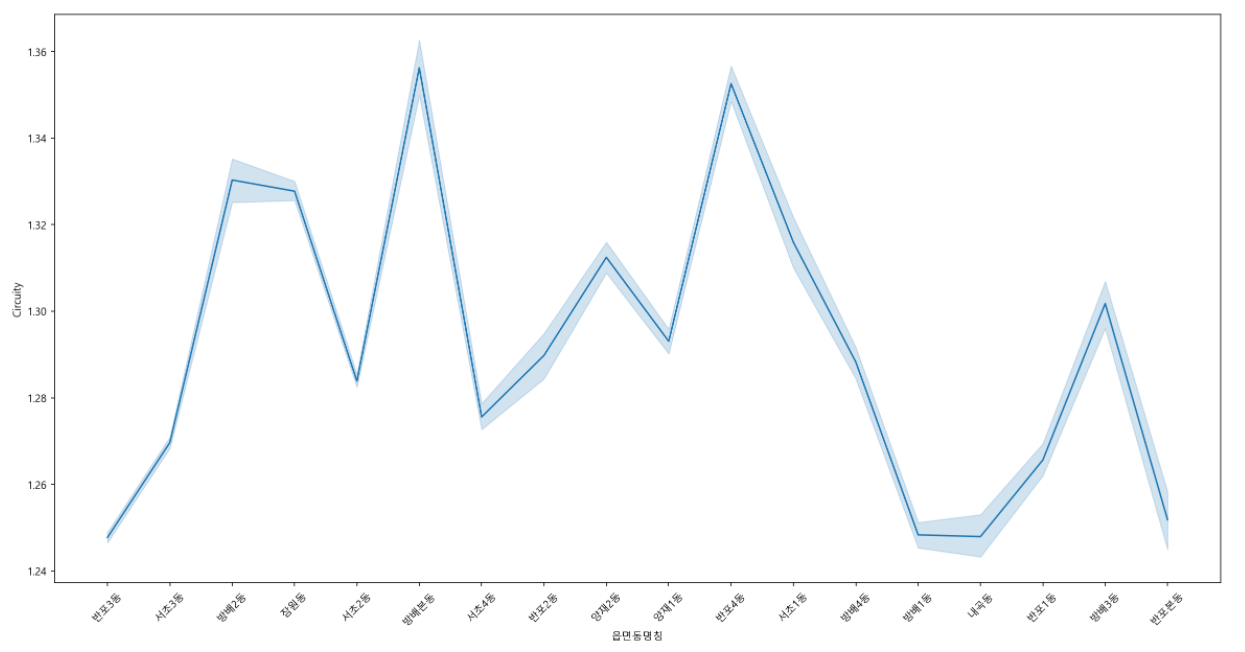 1.36
1.34
1.32
1.30
1.28
1.26
1.24
Circuity
반포3동
서초3동
방배2동
잠원동
서초2동
방배본동
서초4동
반포2동
양재2동
양재1동
반포4동
서초1동
방배4동
방배1동
내곡동
반포1동
방배3동
반포본동
읍면동명칭